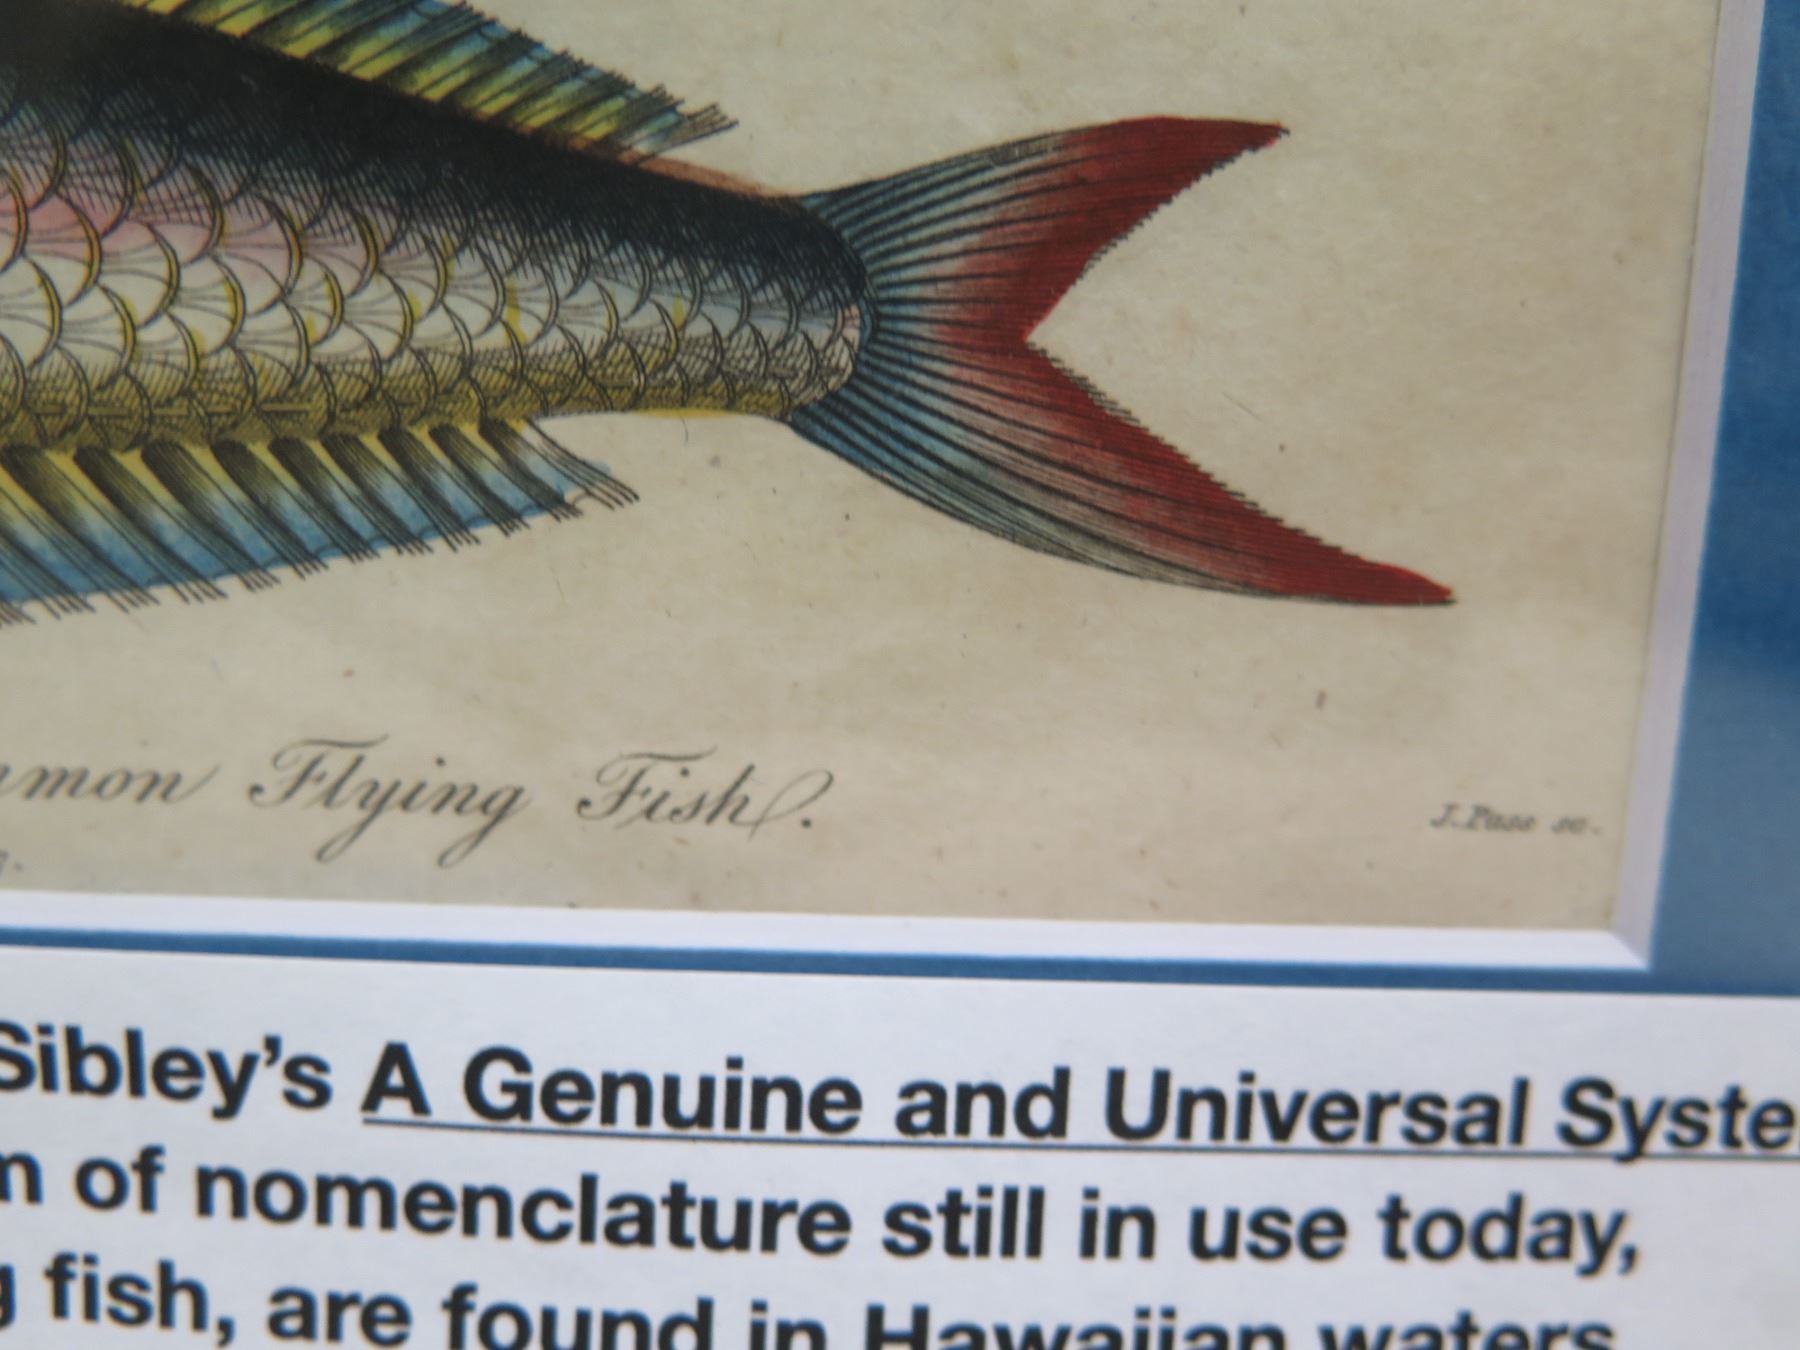 mmon Flying Fish.
J. Pass sc.
Sibley's A Genuine and Universal Syste
m of nomenclature still in use today,
g fish, are found in Hawaiian waters